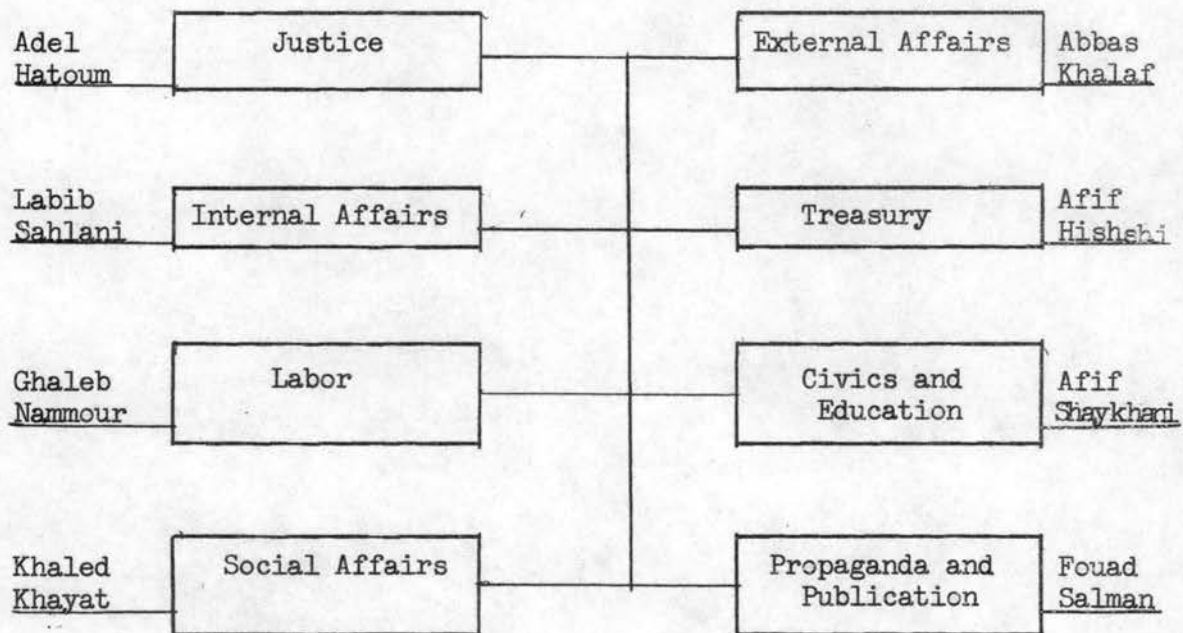 Adel
Hatoum
Justice
External Affairs
Abbas
Khalaf
Labib
Sahlani
Internal Affairs
Treasury
Afif
Hishshi
Ghaleb
Nammour
Labor
Civics and
Education
Afif
Shaykhani
Khaled
Khayat
Social Affairs
Propaganda and
Publication
Fouad
Salman